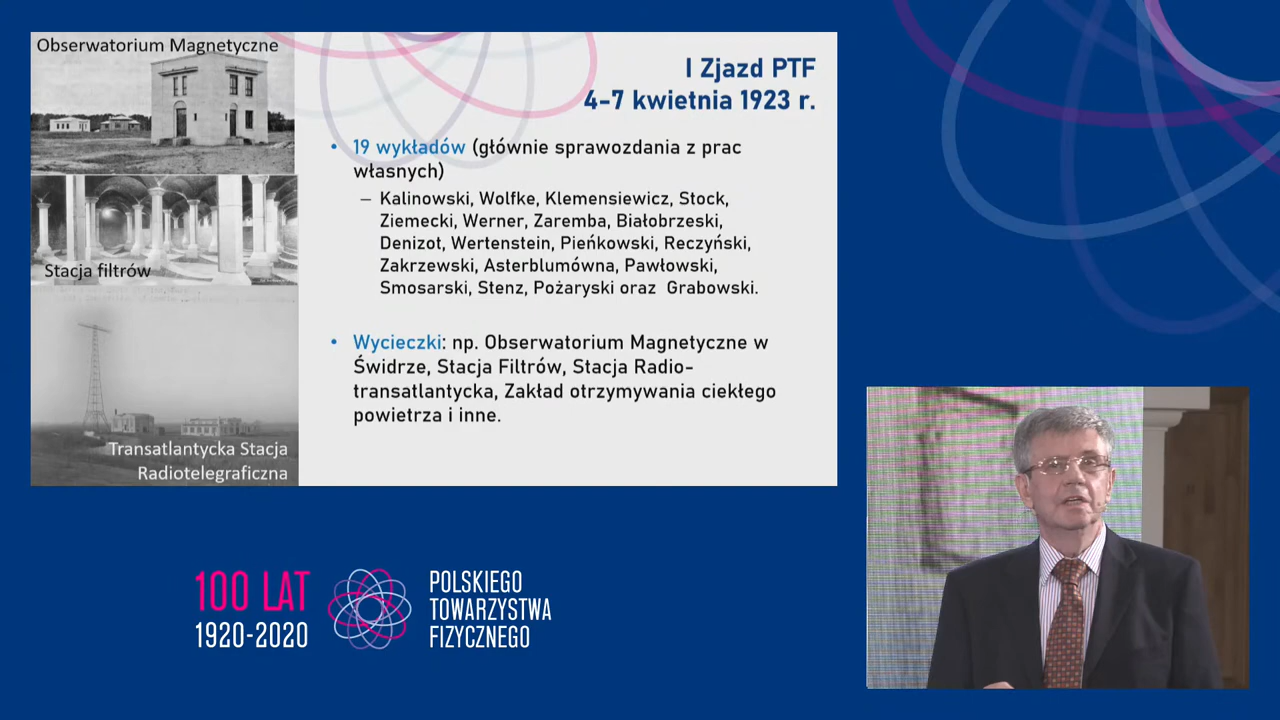 Obserwatorium Magnetyczne
Stacja filtrów
Transatlantycka Stacja
Radiotelegraficzna
I Zjazd PTF
4–7 kwietnia 1923 r.
• 19 wykładów (głównie sprawozdania z prac
własnych)
– Kalinowski, Wolfke, Klemensiewicz, Stock,
Ziemecki, Werner, Zaremba, Białobrzeski,
Denizot, Wertenstein, Pieńkowski, Reczyński,
Zakrzewski, Asterblumówna, Pawłowski,
Smosarski, Stenz, Pożaryski oraz Grabowski.
• Wycieczki: np. Obserwatorium Magnetyczne w
Świdrze, Stacja Filtrów, Stacja Radio-
transatlantycka, Zakład otrzymywania ciekłego
powietrza i inne.
100 LAT
1920-2020
POLSKIEGO
TOWARZYSTWA
FIZYCZNEGO